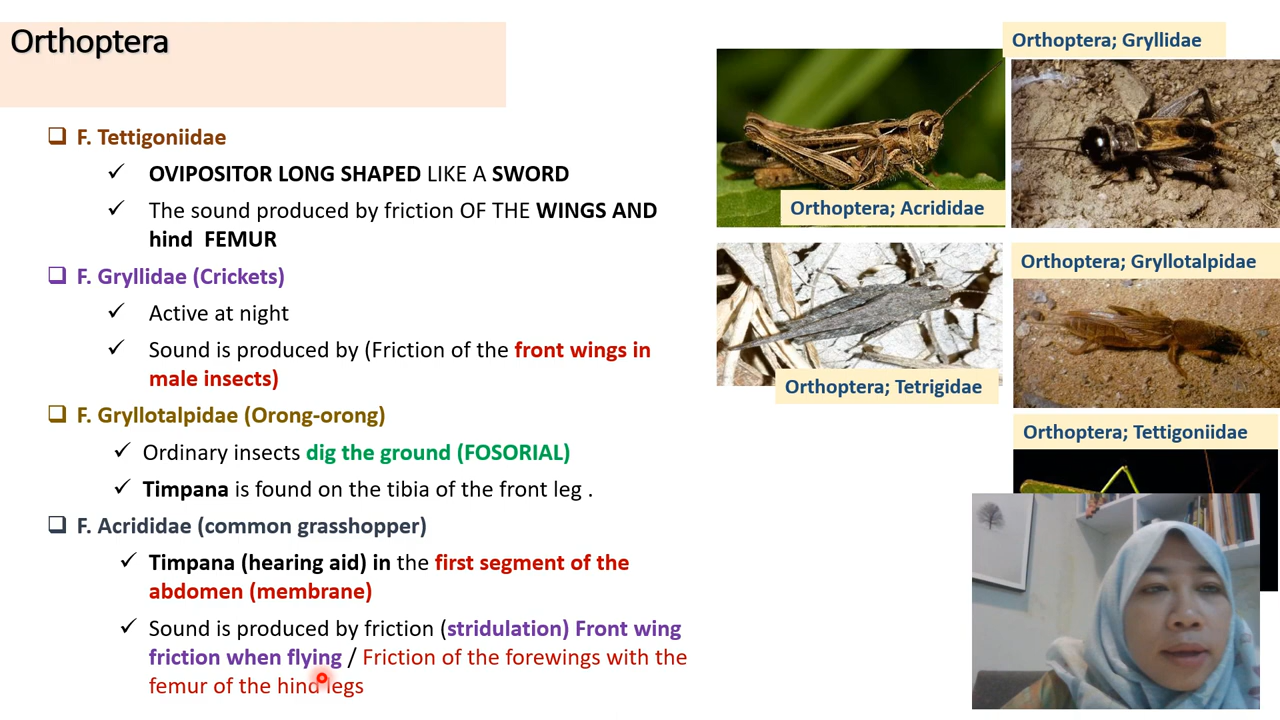 Orthoptera
F. Tettigoniidae
OVIPOSITOR LONG SHAPED LIKE A SWORD
The sound produced by friction OF THE WINGS AND
hind FEMUR
F. Gryllidae (Crickets)
Active at night
Sound is produced by (Friction of the front wings in
male insects)
F. Gryllotalpidae (Orong-orong)
Ordinary insects dig the ground (FOSORIAL)
Timpana is found on the tibia of the front leg .
F. Acrididae (common grasshopper)
Timpana (hearing aid) in the first segment of the
abdomen (membrane)
Sound is produced by friction (stridulation) Front wing
friction when flying / Friction of the forewings with the
femur of the hind legs
Orthoptera; Gryllidae
Orthoptera; Acrididae
Orthoptera; Gryllotalpidae
Orthoptera; Tetrigidae
Orthoptera; Tettigoniidae